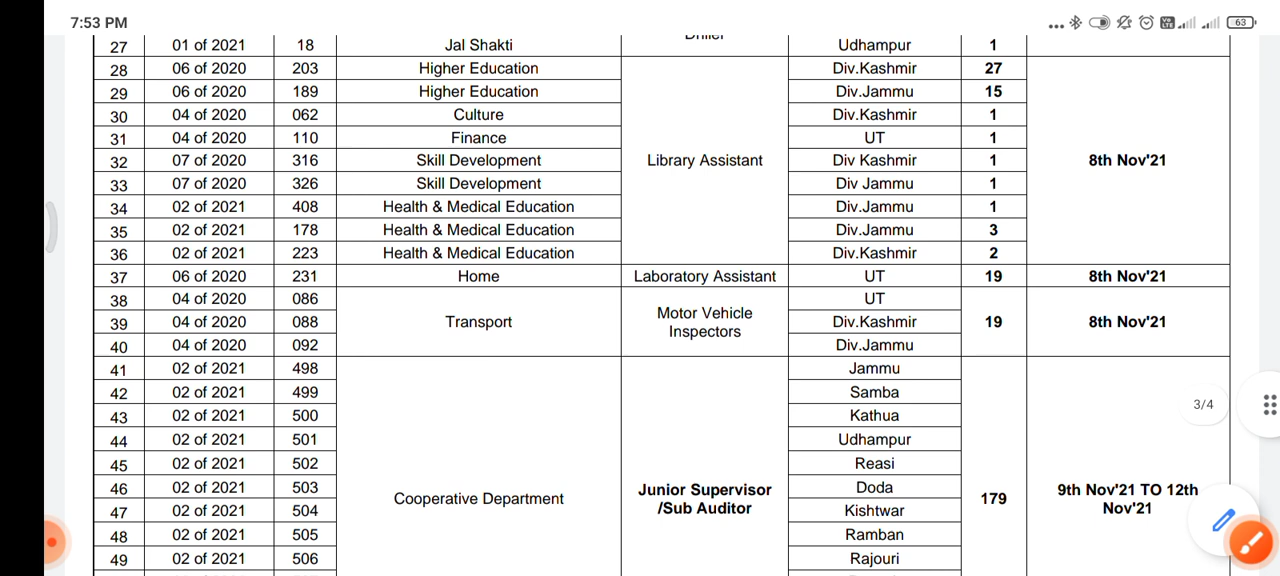 7:53 PM
63
27 01 of 2021 18 Jal Shakti Driller Udhampur 1
28 06 of 2020 203 Higher Education Div.Kashmir 27
29 06 of 2020 189 Higher Education Div.Jammu 15
30 04 of 2020 062 Culture Div.Kashmir 1
31 04 of 2020 110 Finance UT 1
32 07 of 2020 316 Skill Development Library Assistant Div Kashmir 1 8th Nov'21
33 07 of 2020 326 Skill Development Div Jammu 1
34 02 of 2021 408 Health & Medical Education Div.Jammu 1
35 02 of 2021 178 Health & Medical Education Div.Jammu 3
36 02 of 2021 223 Health & Medical Education Div.Kashmir 2
37 06 of 2020 231 Home Laboratory Assistant UT 19 8th Nov'21
38 04 of 2020 086 UT
39 04 of 2020 088 Transport Motor Vehicle Inspectors Div.Kashmir 19 8th Nov'21
40 04 of 2020 092 Div.Jammu
41 02 of 2021 498 Jammu
42 02 of 2021 499 Samba
43 02 of 2021 500 Kathua
3/4
44 02 of 2021 501 Udhampur
45 02 of 2021 502 Reasi
46 02 of 2021 503 Doda
Cooperative Department Junior Supervisor /Sub Auditor 179 9th Nov'21 TO 12th Nov'21
47 02 of 2021 504 Kishtwar
48 02 of 2021 505 Ramban
49 02 of 2021 506 Rajouri